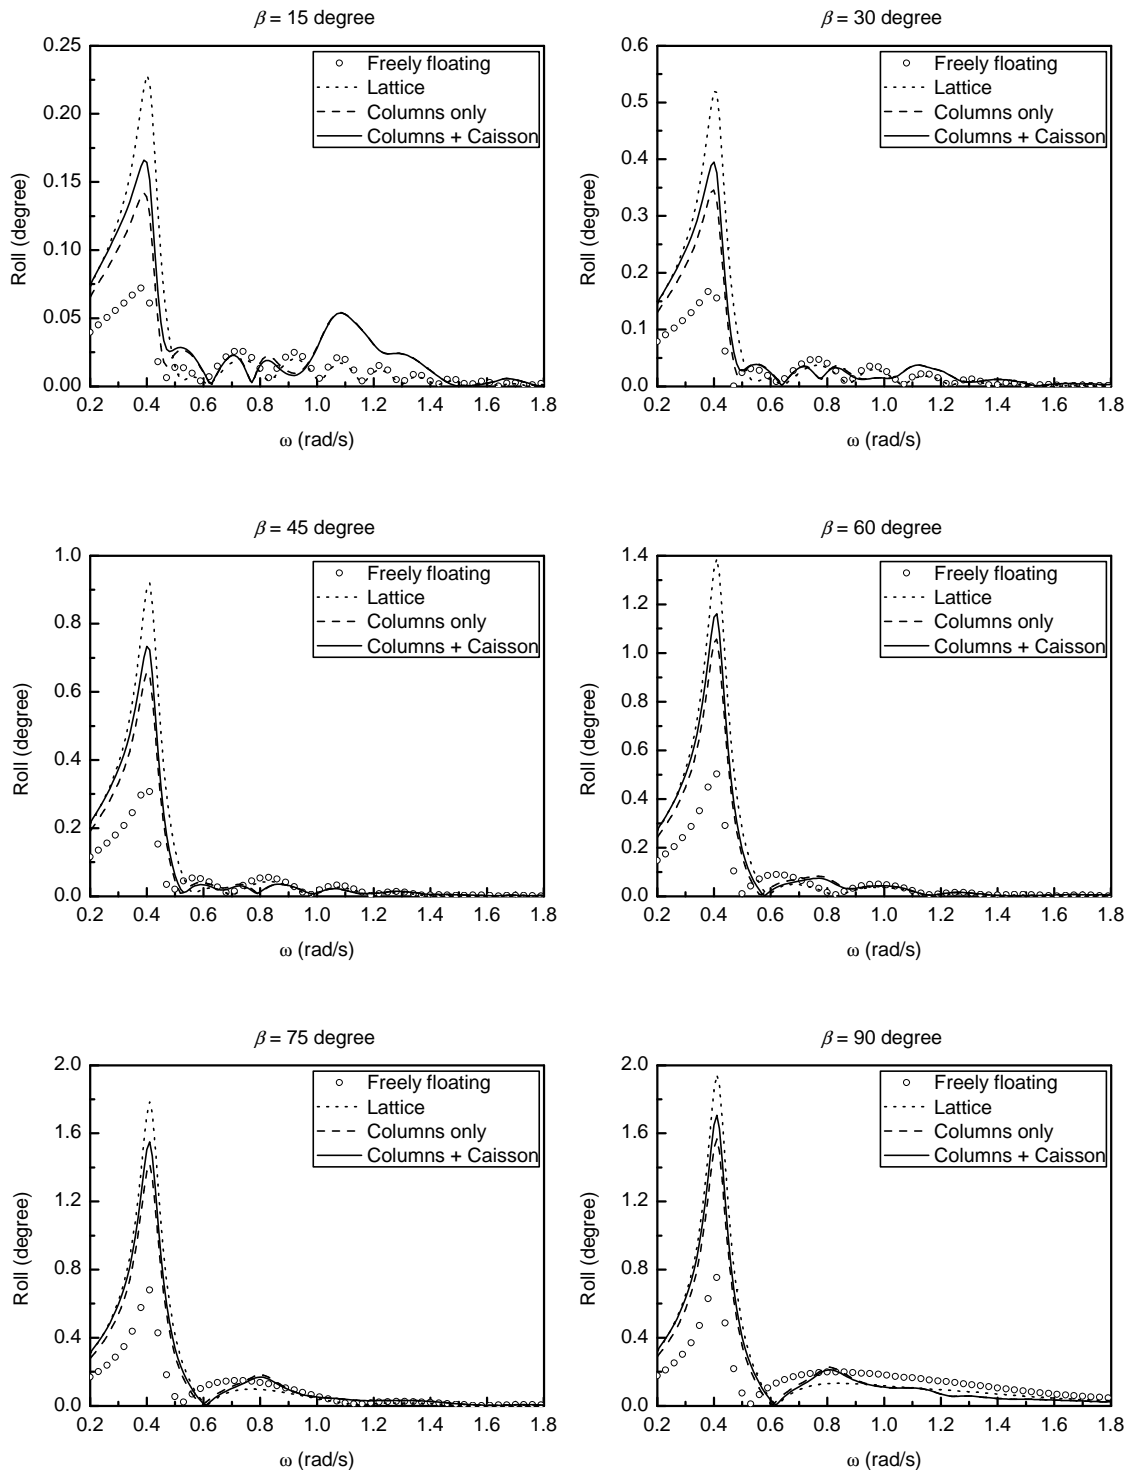 β = 15 degree
0.25
0.20
0.15
0.10
0.05
0.00
Roll (degree)
0.2 0.4 0.6 0.8 1.0 1.2 1.4 1.6 1.8
ω (rad/s)
Freely floating
Lattice
Columns only
Columns + Caisson
β = 30 degree
0.6
0.5
0.4
0.3
0.2
0.1
0.0
Roll (degree)
0.2 0.4 0.6 0.8 1.0 1.2 1.4 1.6 1.8
ω (rad/s)
Freely floating
Lattice
Columns only
Columns + Caisson
β = 45 degree
1.0
0.8
0.6
0.4
0.2
0.0
Roll (degree)
0.2 0.4 0.6 0.8 1.0 1.2 1.4 1.6 1.8
ω (rad/s)
Freely floating
Lattice
Columns only
Columns + Caisson
β = 60 degree
1.4
1.2
1.0
0.8
0.6
0.4
0.2
0.0
Roll (degree)
0.2 0.4 0.6 0.8 1.0 1.2 1.4 1.6 1.8
ω (rad/s)
Freely floating
Lattice
Columns only
Columns + Caisson
β = 75 degree
2.0
1.6
1.2
0.8
0.4
0.0
Roll (degree)
0.2 0.4 0.6 0.8 1.0 1.2 1.4 1.6 1.8
ω (rad/s)
Freely floating
Lattice
Columns only
Columns + Caisson
β = 90 degree
2.0
1.6
1.2
0.8
0.4
0.0
Roll (degree)
0.2 0.4 0.6 0.8 1.0 1.2 1.4 1.6 1.8
ω (rad/s)
Freely floating
Lattice
Columns only
Columns + Caisson